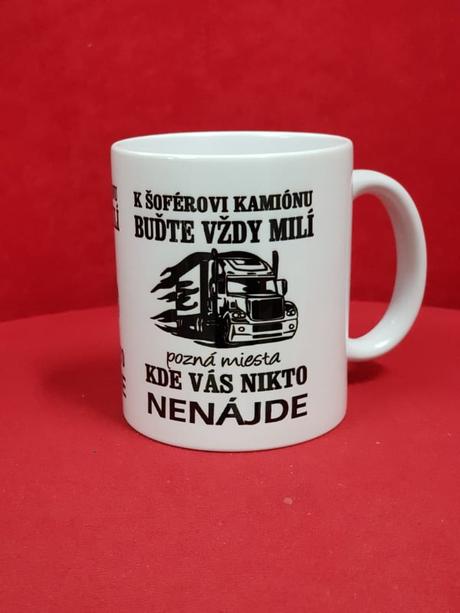 K ŠOFÉROVI KAMIÓNU
BUĎTE VŽDY MILÍ
pozná miesta
KDE VÁS NIKTO
NENÁJDE